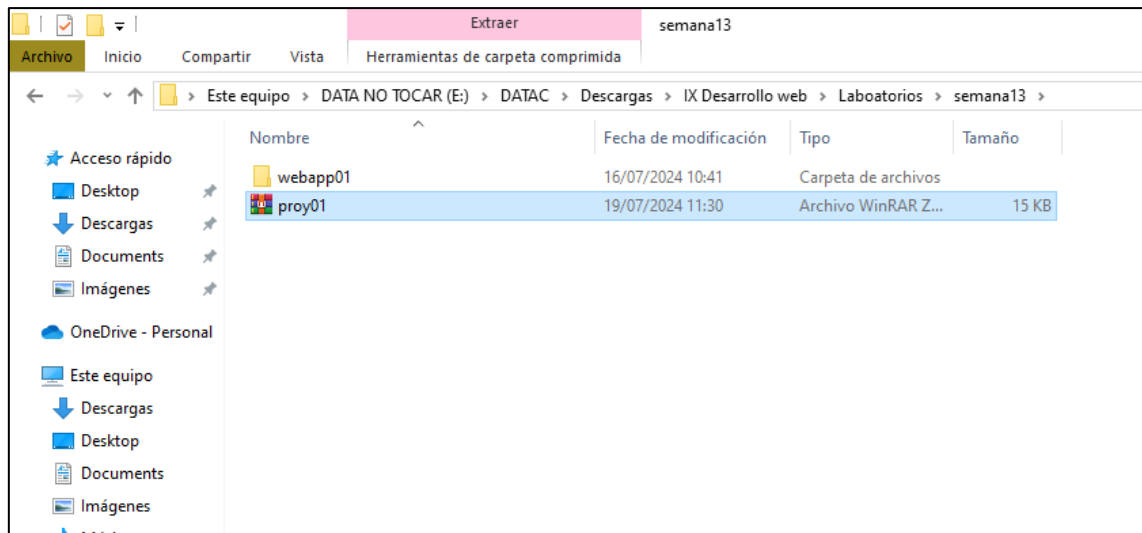 Extraer
semana13
Archivo Inicio Compartir Vista Herramientas de carpeta comprimida
Este equipo > DATA NO TOCAR (E:) > DATAC > Descargas > IX Desarrollo web > Laboatorios > semana13 >
Nombre Fecha de modificación Tipo Tamaño
Acceso rápido
Desktop
Descargas
Documents
Imágenes
OneDrive - Personal
Este equipo
Descargas
Desktop
Documents
Imágenes
webapp01 16/07/2024 10:41 Carpeta de archivos
proy01 19/07/2024 11:30 Archivo WinRAR Z... 15 KB